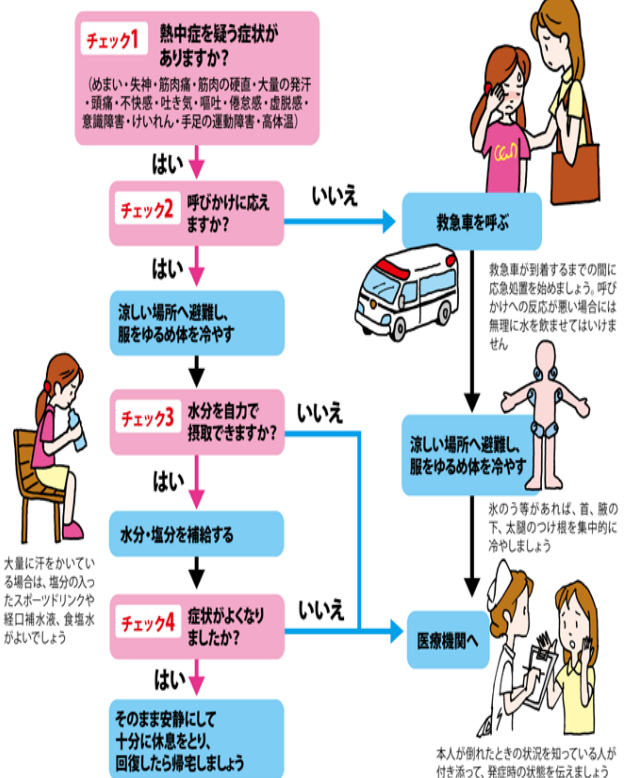 チェック1 熱中症を疑う症状が
ありますか?
(めまい・失神・筋肉痛・筋肉の硬直・大量の発汗
・頭痛・不快感・吐き気・嘔吐・倦怠感・虚脱感・
意識障害・けいれん・手足の運動障害・高体温)
はい
チェック2 呼びかけに応え
ますか?
いいえ
救急車を呼ぶ
救急車が到着するまでの間に
応急処置を始めましょう。呼び
かけへの反応が悪い場合には
無理に水を飲ませてはいけま
せん
はい
涼しい場所へ避難し、
服をゆるめ体を冷やす
涼しい場所へ避難し、
服をゆるめ体を冷やす
氷のう等があれば、首、腋の
下、太腿のつけ根を集中的に
冷やしましょう
チェック3 水分を自力で
摂取できますか?
いいえ
はい
水分・塩分を補給する
大量に汗をかいてい
る場合は、塩分の入っ
たスポーツドリンクや
経口補水液、食塩水
がよいでしょう
チェック4 症状がよくなり
ましたか?
いいえ
医療機関へ
はい
そのまま安静にして
十分に休息をとり、
回復したら帰宅しましょう
本人が倒れたときの状況を知っている人が
付き添って、発症時の状態を伝えましょう